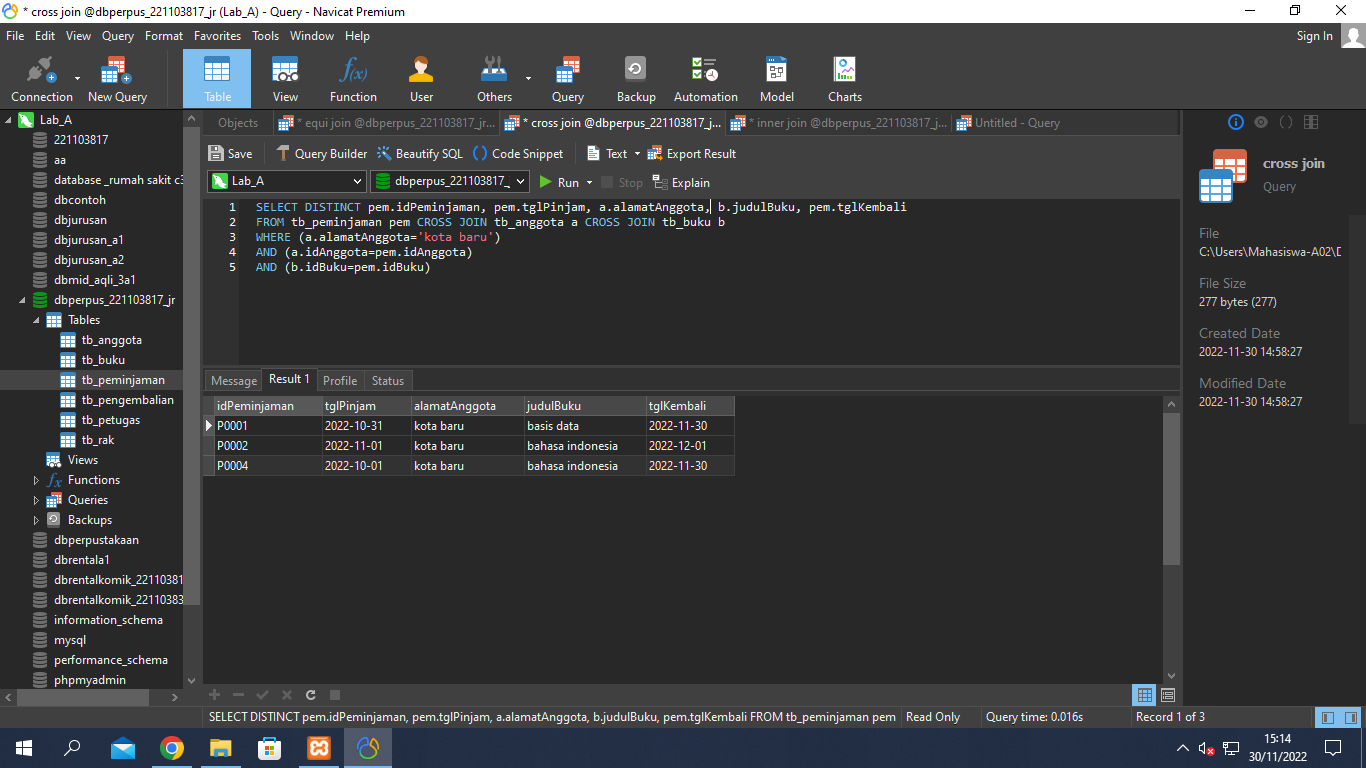 * cross join @dbperpus_221103817_jr (Lab_A) - Query - Navicat Premium
File Edit View Query Format Favorites Tools Window Help Sign In
Connection New Query Table View Function User Others Query Backup Automation Model Charts
Lab_A
221103817
aa
database _rumah sakit c3
dbcontoh
dbjurusan
dbjurusan_a1
dbjurusan_a2
dbmid_aqli_3a1
dbperpus_221103817_jr
Tables
tb_anggota
tb_buku
tb_peminjaman
tb_pengembalian
tb_petugas
tb_rak
Views
Functions
Queries
Backups
dbperpustakaan
dbrentala1
dbrentalkomik_22110381
dbrentalkomik_22110383
information_schema
mysql
performance_schema
phpmyadmin
Objects * equi join @dbperpus_221103817_jr... * cross join @dbperpus_221103817_j... * inner join @dbperpus_221103817_j... Untitled - Query
Save Query Builder Beautify SQL () Code Snippet Text Export Result
Lab_A dbperpus_221103817_ Run Stop Explain
1 SELECT DISTINCT pem.idPeminjaman, pem.tglPinjam, a.alamatAnggota, b.judulBuku, pem.tglKembali
2 FROM tb_peminjaman pem CROSS JOIN tb_anggota a CROSS JOIN tb_buku b
3 WHERE (a.alamatAnggota='kota baru')
4 AND (a.idAnggota=pem.idAnggota)
5 AND (b.idBuku=pem.idBuku)
Message Result 1 Profile Status
idPeminjaman tglPinjam alamatAnggota judulBuku tglKembali
P0001 2022-10-31 kota baru basis data 2022-11-30
P0002 2022-11-01 kota baru bahasa indonesia 2022-12-01
P0004 2022-10-01 kota baru bahasa indonesia 2022-11-30
cross join
Query
File
C:\Users\Mahasiswa-A02\D
File Size
277 bytes (277)
Created Date
2022-11-30 14:58:27
Modified Date
2022-11-30 14:58:27
SELECT DISTINCT pem.idPeminjaman, pem.tglPinjam, a.alamatAnggota, b.judulBuku, pem.tglKembali FROM tb_peminjaman pem Read Only Query time: 0.016s Record 1 of 3
15:14
30/11/2022